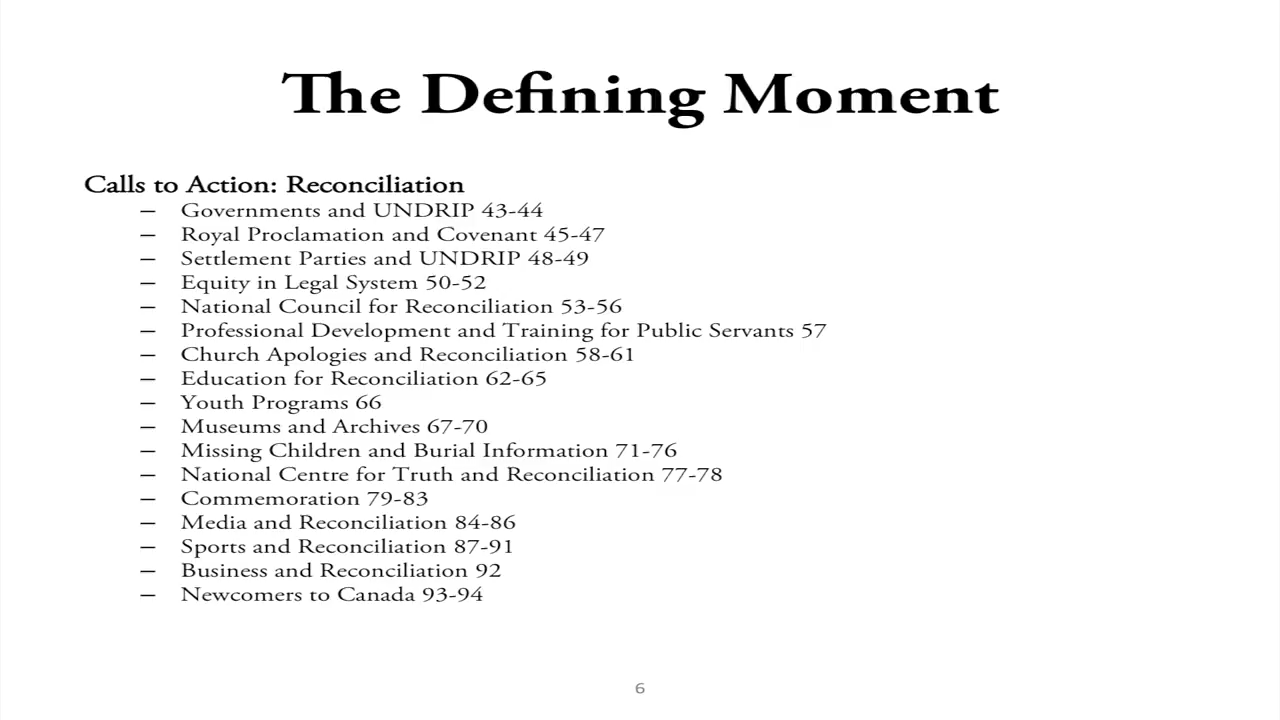 The Defining Moment
Calls to Action: Reconciliation
– Governments and UNDRIP 43-44
– Royal Proclamation and Covenant 45-47
– Settlement Parties and UNDRIP 48-49
– Equity in Legal System 50-52
– National Council for Reconciliation 53-56
– Professional Development and Training for Public Servants 57
– Church Apologies and Reconciliation 58-61
– Education for Reconciliation 62-65
– Youth Programs 66
– Museums and Archives 67-70
– Missing Children and Burial Information 71-76
– National Centre for Truth and Reconciliation 77-78
– Commemoration 79-83
– Media and Reconciliation 84-86
– Sports and Reconciliation 87-91
– Business and Reconciliation 92
– Newcomers to Canada 93-94
6